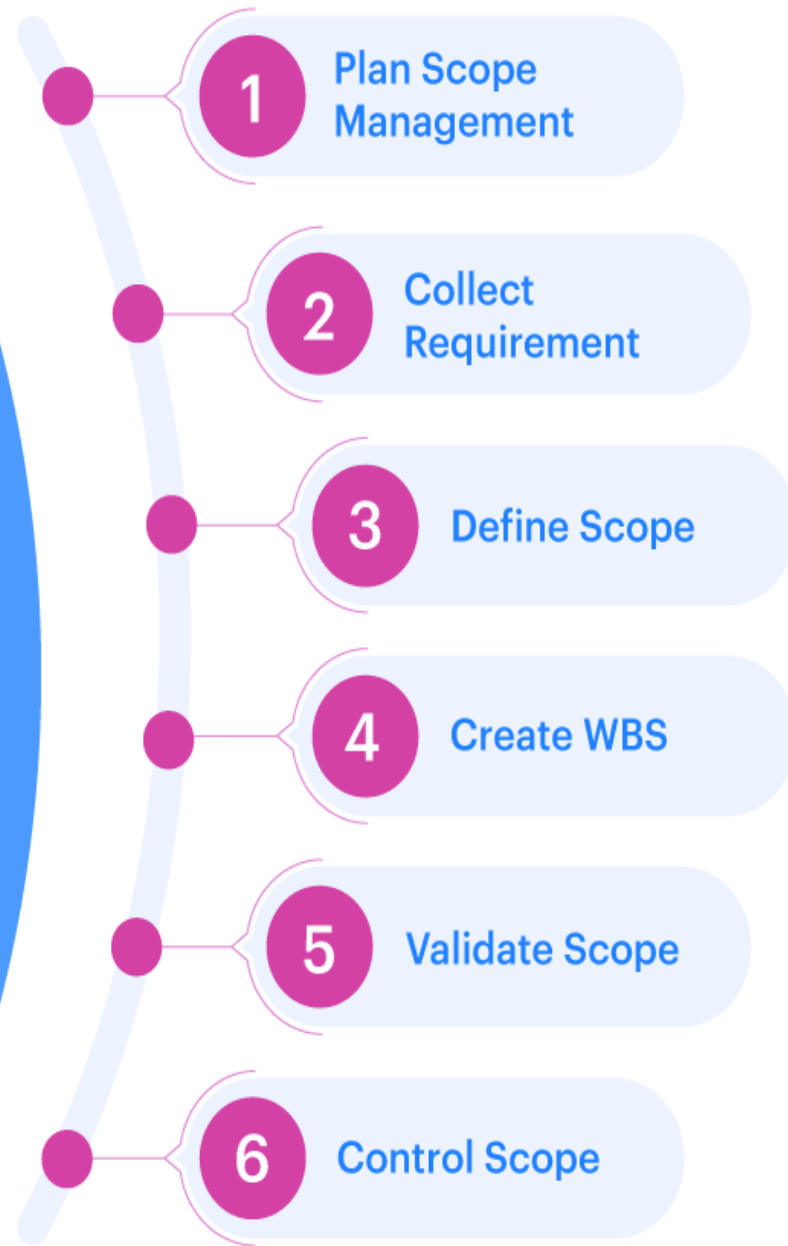 1
Plan Scope
Management
2
Collect
Requirement
3
Define Scope
4
Create WBS
5
Validate Scope
6
Control Scope